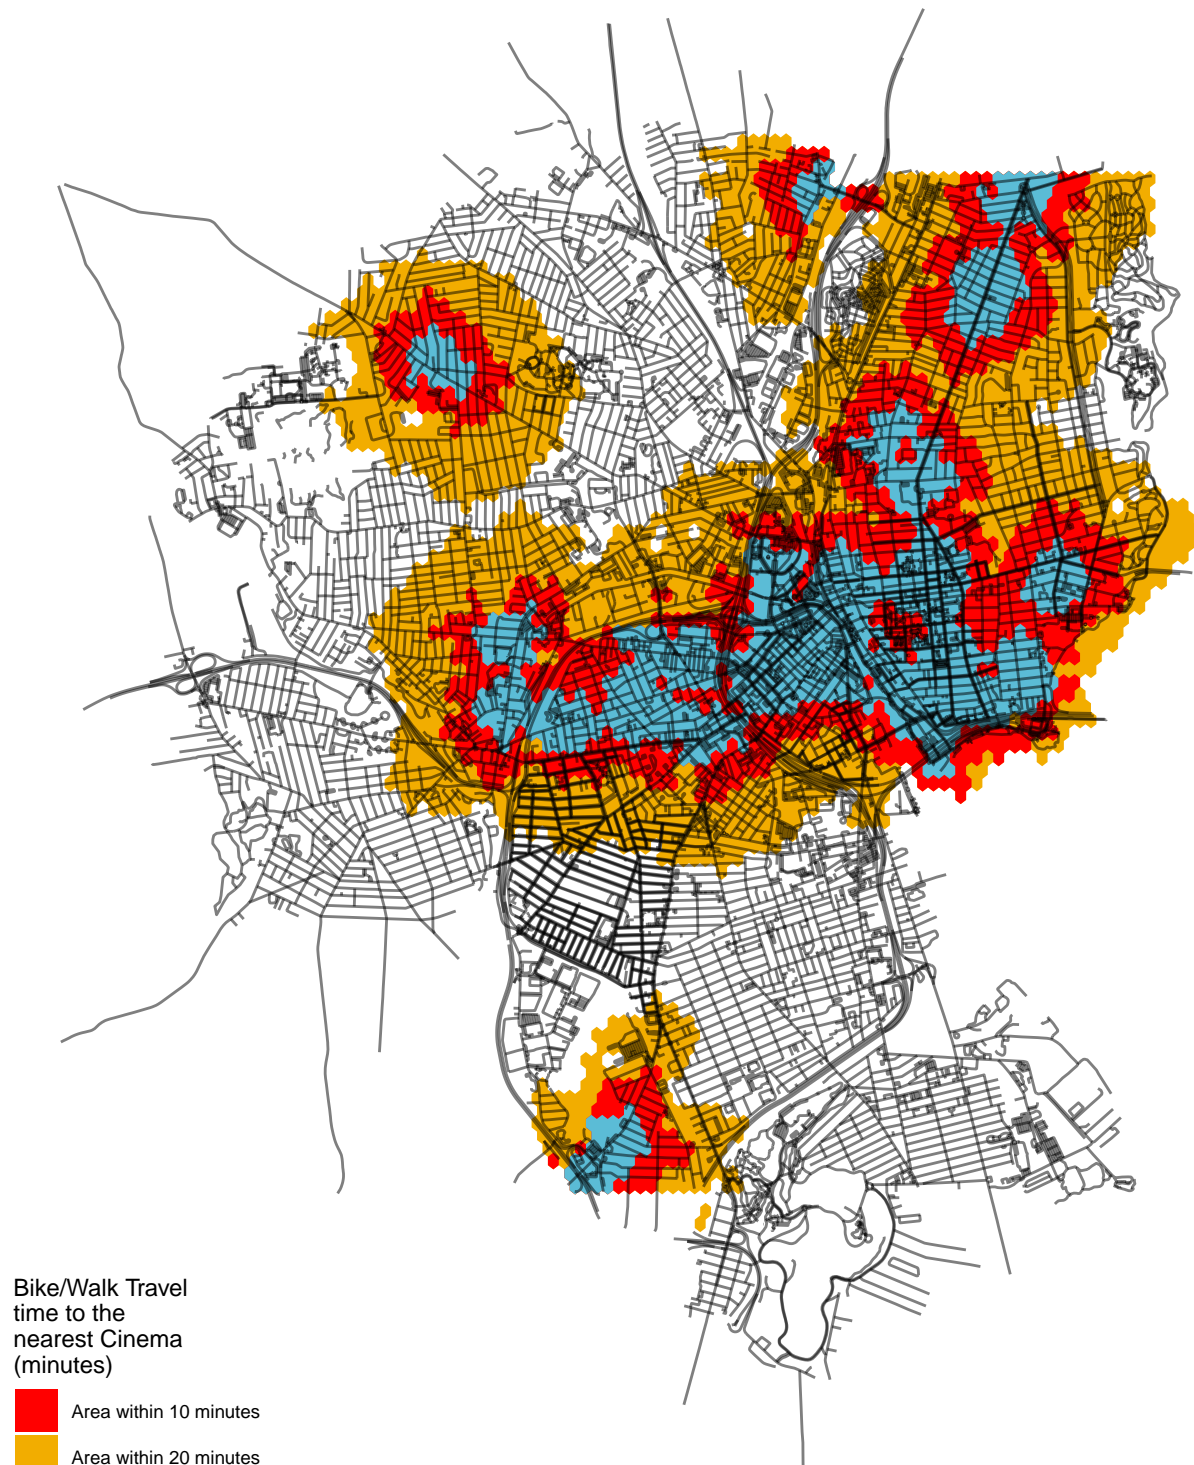 Bike/Walk Travel
time to the
nearest Cinema
(minutes)
Area within 10 minutes
Area within 20 minutes